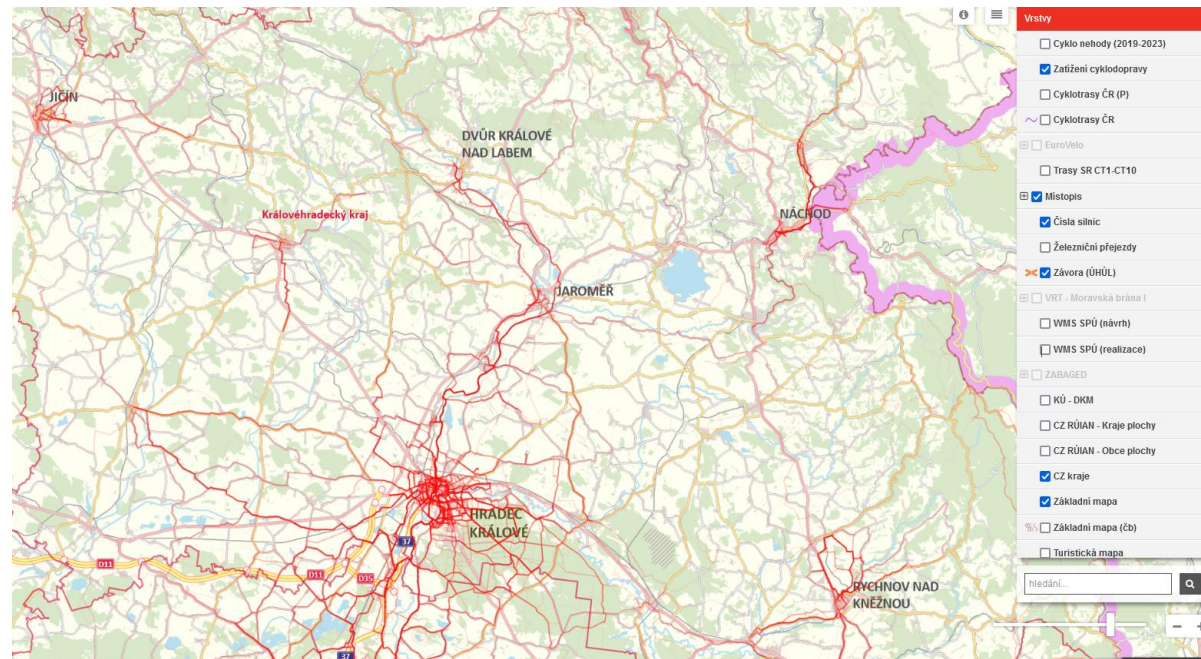 JIČÍN
DVŮR KRÁLOVÉ
NAD LABEM
Královéhradecký kraj
NÁCHOD
JAROMĚŘ
HRADEC
KRÁLOVÉ
37
D11
D11
D35
37
RYCHNOV NAD
KNĚŽNOU
Vrstvy
Cyklo nehody (2019-2023)
Zatížení cyklodopravy
Cyklotrasy ČR (P)
Cyklotrasy ČR
EuroVelo
Trasy SR CT1-CT10
Místopis
Čísla silnic
Železniční přejezdy
Závora (ÚHÚL)
VRT - Moravská brána I
WMS SPÚ (návrh)
WMS SPÚ (realizace)
ZABAGED
KÚ - DKM
CZ RÚIAN - Kraje plochy
CZ RÚIAN - Obce plochy
CZ kraje
Základní mapa
Základní mapa (čb)
Turistická mapa
hledání...